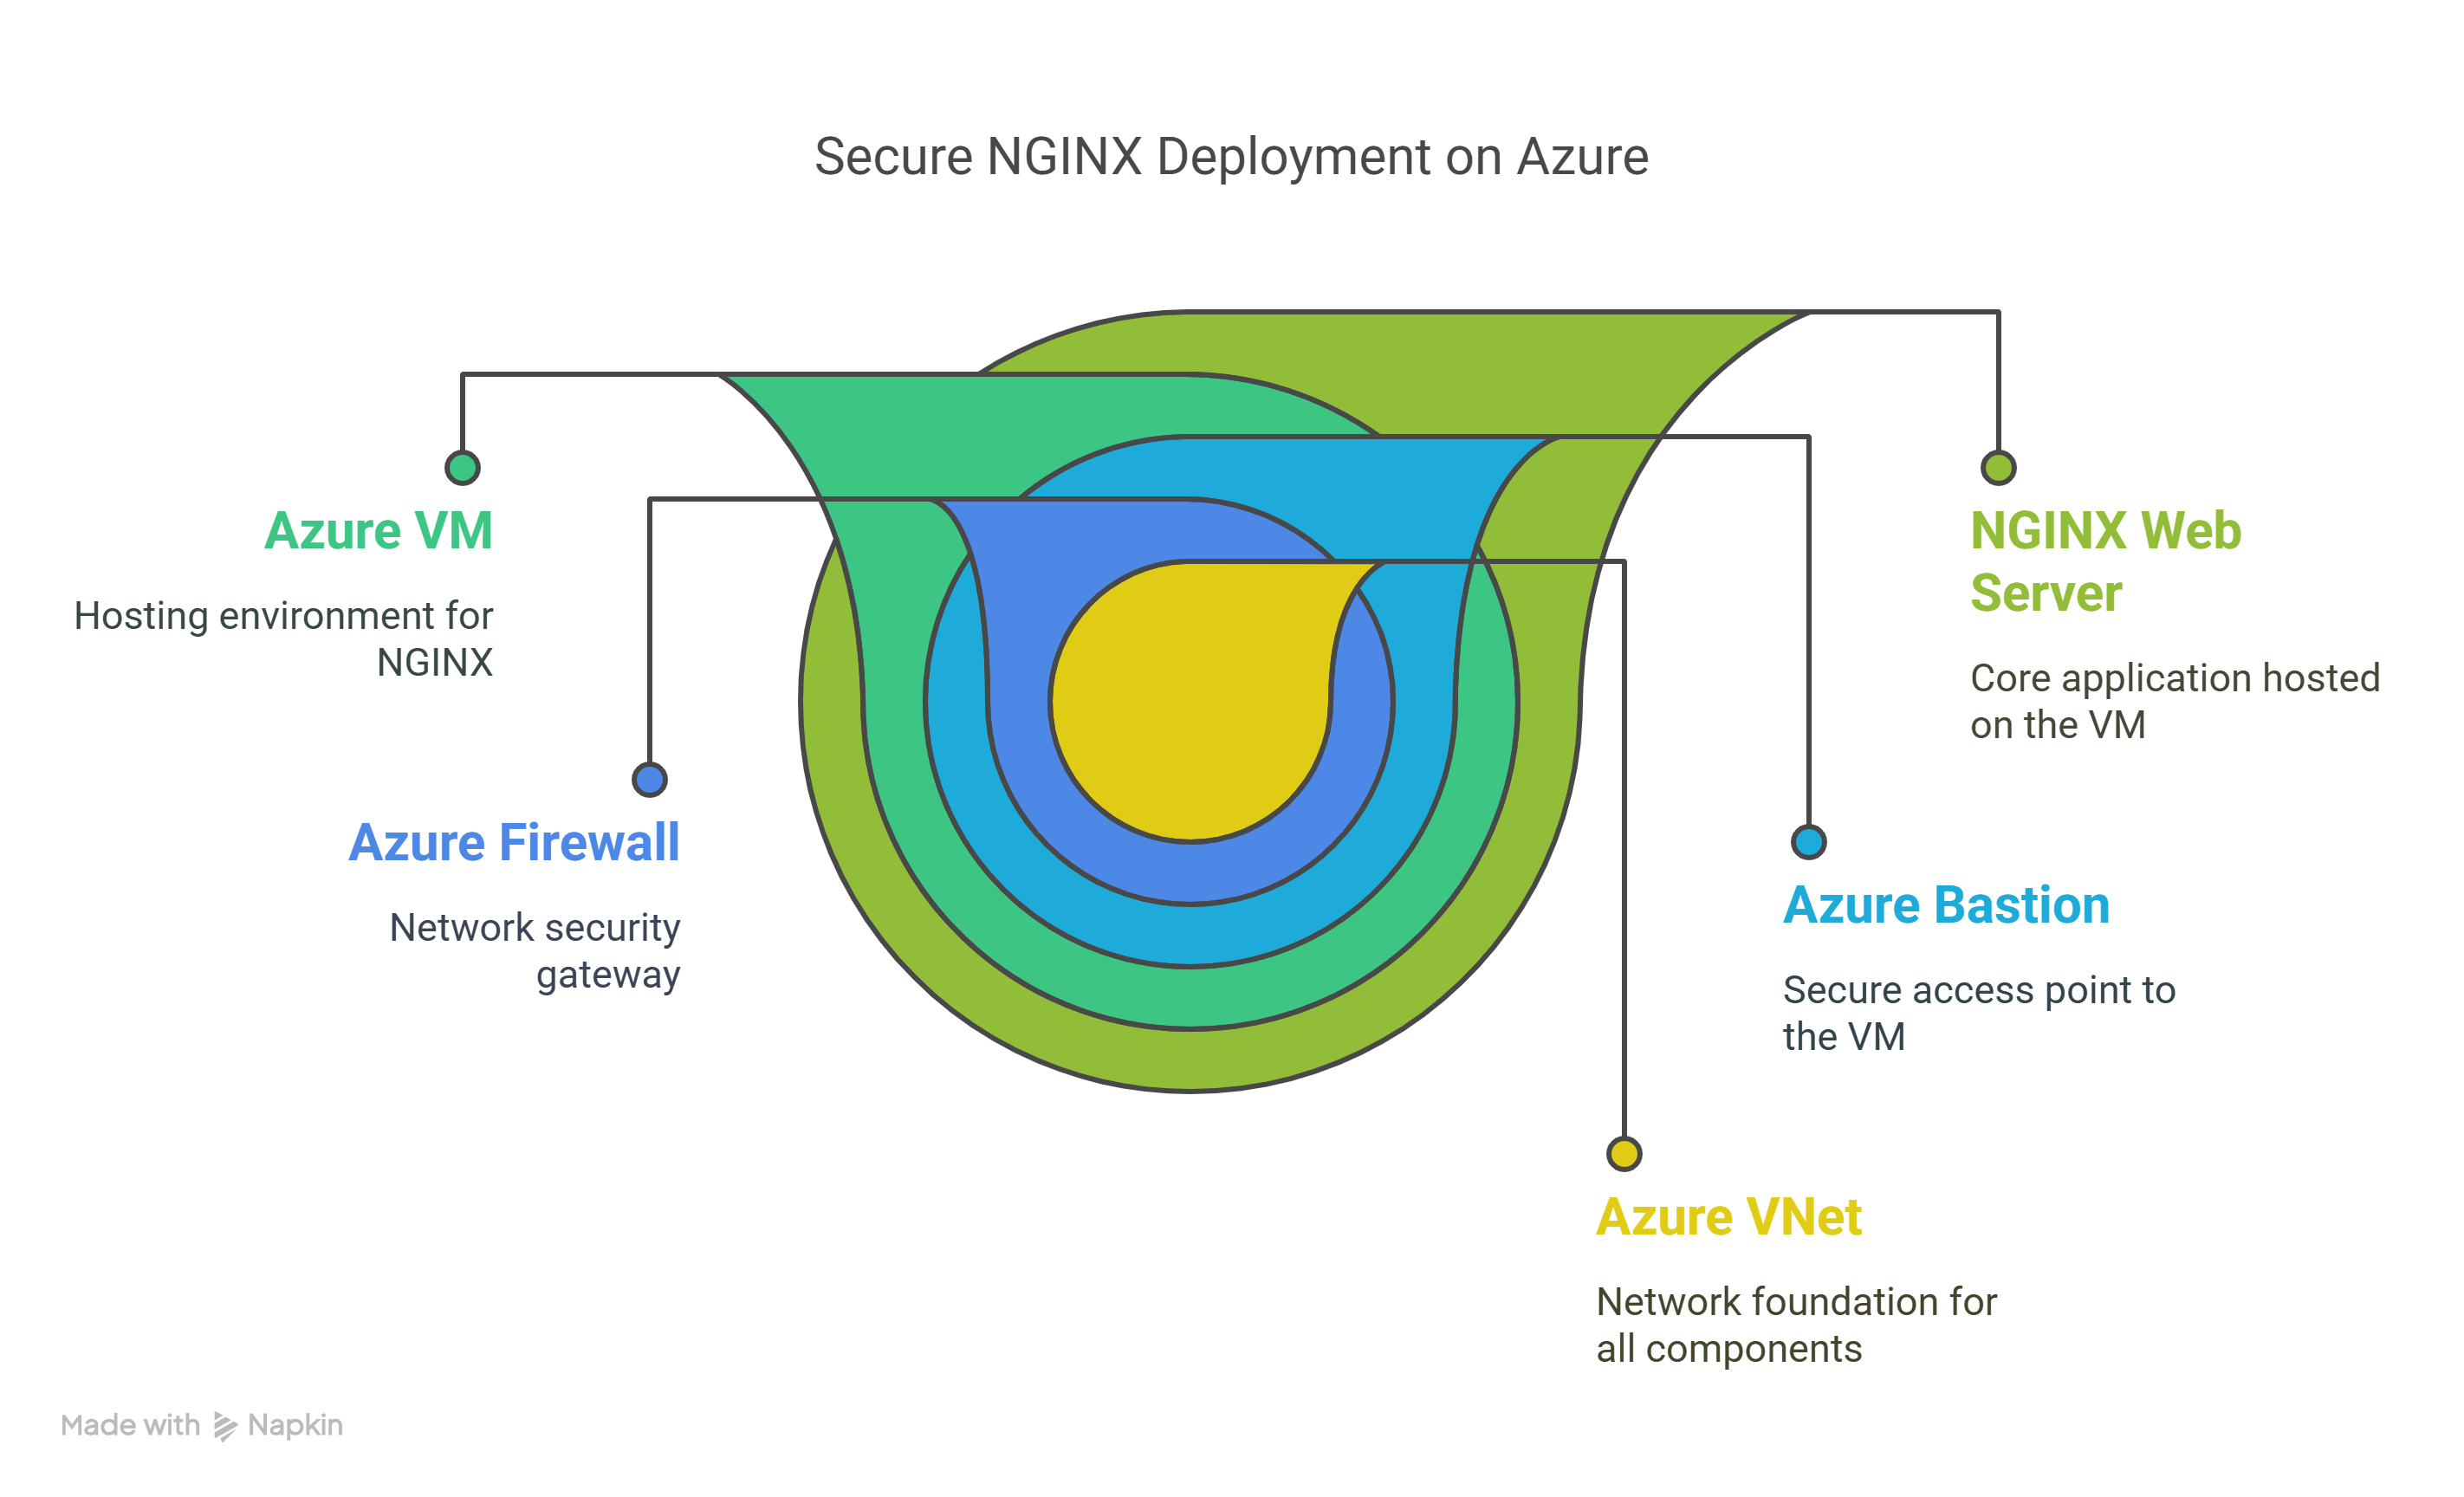 Secure NGINX Deployment on Azure
Azure VM
Hosting environment for
NGINX
Azure Firewall
Network security
gateway
NGINX Web
Server
Core application hosted
on the VM
Azure Bastion
Secure access point to
the VM
Azure VNet
Network foundation for
all components
Made with Napkin